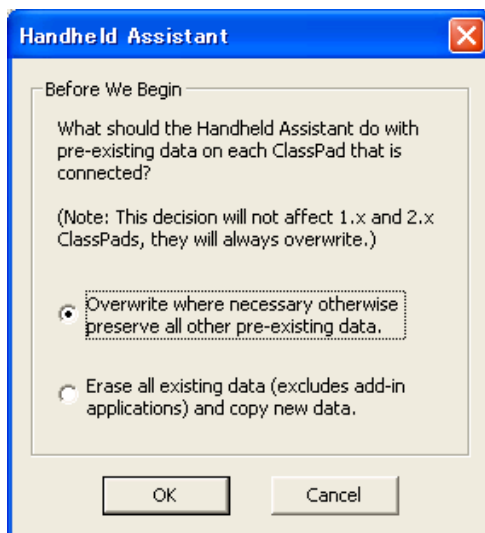 Handheld Assistant
Before We Begin
What should the Handheld Assistant do with
pre-existing data on each ClassPad that is
connected?
(Note: This decision will not affect 1.x and 2.x
ClassPads, they will always overwrite.)
Overwrite where necessary otherwise
preserve all other pre-existing data.
Erase all existing data (excludes add-in
applications) and copy new data.
OK
Cancel